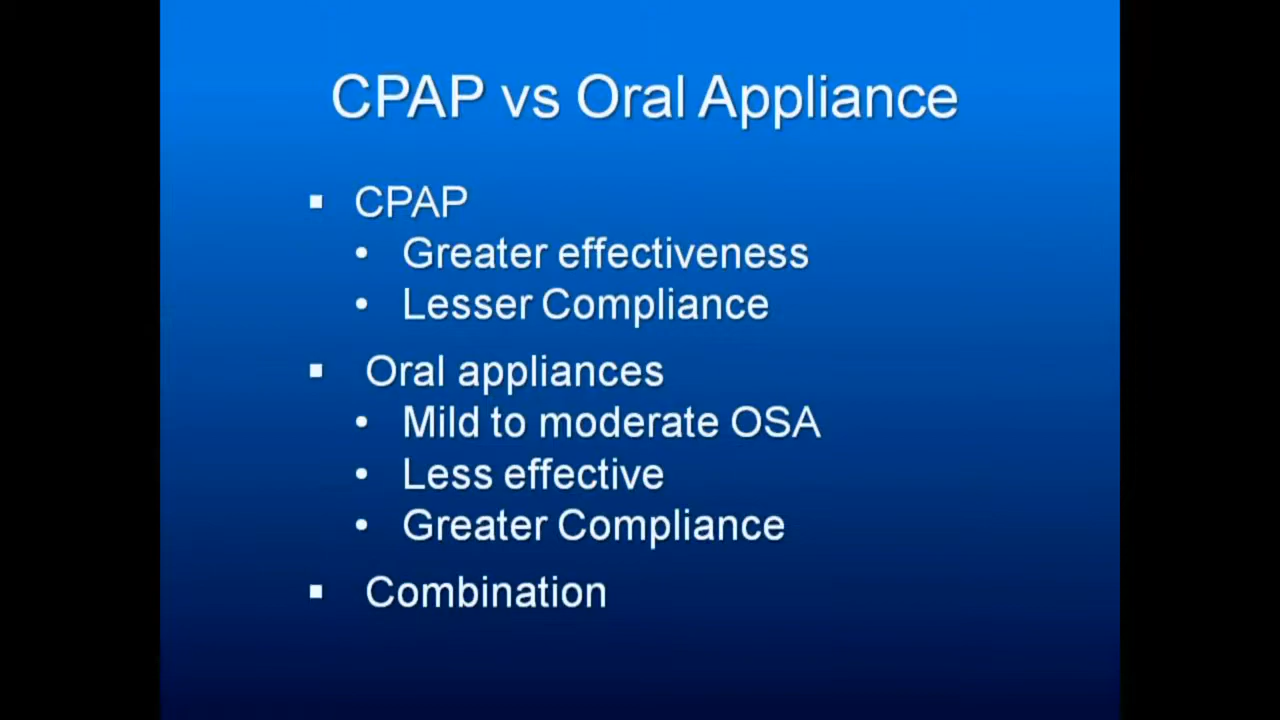 CPAP vs Oral Appliance
▪ CPAP
• Greater effectiveness
• Lesser Compliance
▪ Oral appliances
• Mild to moderate OSA
• Less effective
• Greater Compliance
▪ Combination